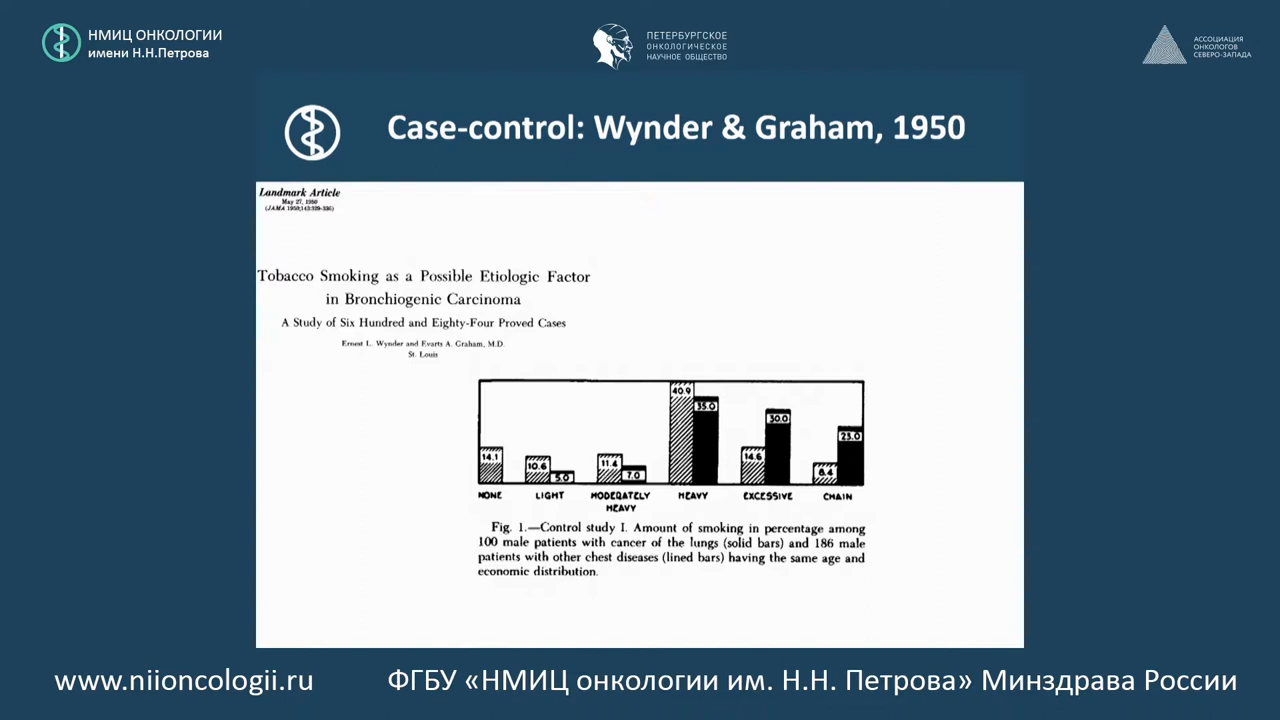 НМИЦ ОНКОЛОГИИ
имени Н.Н.Петрова
ПЕТЕРБУРГСКОЕ
ОНКОЛОГИЧЕСКОЕ
НАУЧНОЕ ОБЩЕСТВО
АССОЦИАЦИЯ
ОНКОЛОГОВ
СЕВЕРО-ЗАПАДА
Case-control: Wynder & Graham, 1950
Landmark Article
May 27, 1950
(JAMA 1950;143:329-336)
Tobacco Smoking as a Possible Etiologic Factor
in Bronchiogenic Carcinoma
A Study of Six Hundred and Eighty-Four Proved Cases
Ernest L. Wynder and Evarts A. Graham, M.D.
St. Louis
14.1 10.6 5.0 11.4 7.0 40.9 35.0 14.6 30.0 8.4 23.0
NONE LIGHT MODERATELY HEAVY HEAVY EXCESSIVE CHAIN
Fig. 1.—Control study I. Amount of smoking in percentage among
100 male patients with cancer of the lungs (solid bars) and 186 male
patients with other chest diseases (lined bars) having the same age and
economic distribution.
www.niioncologii.ru ФГБУ «НМИЦ онкологии им. Н.Н. Петрова» Минздрава России